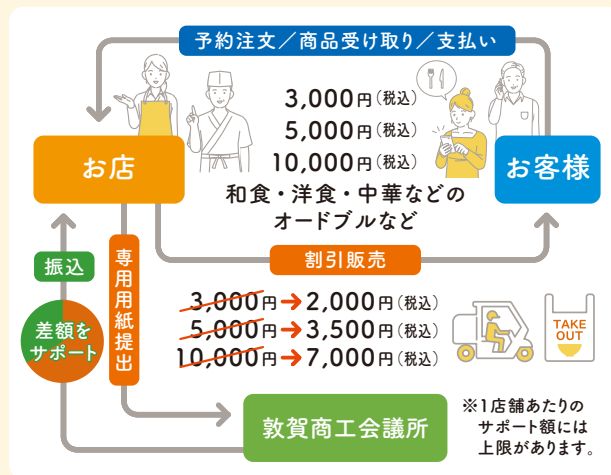 予約注文／商品受け取り／支払い
3,000円(税込)
5,000円(税込)
10,000円(税込)
和食・洋食・中華などの
オードブルなど
お店
お客様
割引販売
振込
専用用紙提出
差額を
サポート
3,000円→2,000円(税込)
5,000円→3,500円(税込)
10,000円→7,000円(税込)
TAKE
OUT
敦賀商工会議所
※1店舗あたりの
サポート額には
上限があります。